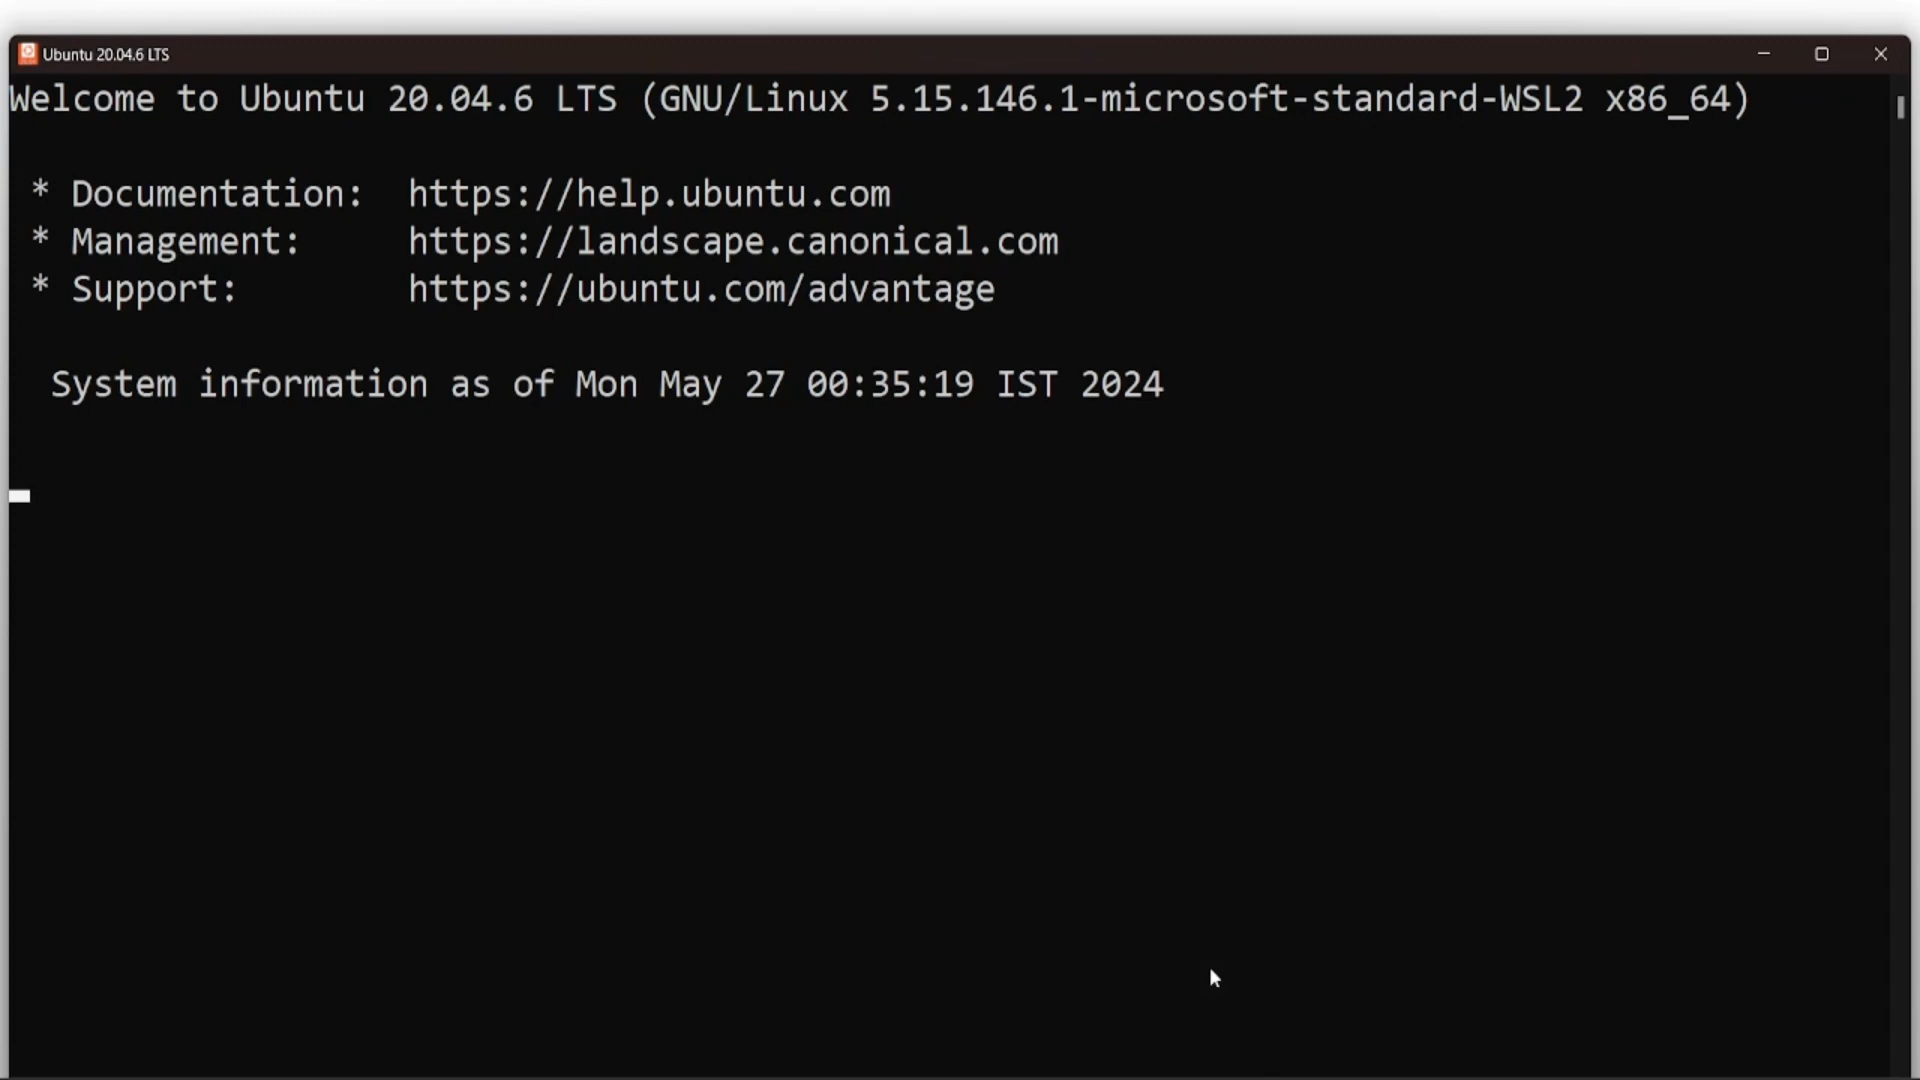 Ubuntu 20.04.6 LTS
Welcome to Ubuntu 20.04.6 LTS (GNU/Linux 5.15.146.1-microsoft-standard-WSL2 x86_64)
* Documentation:  https://help.ubuntu.com
* Management:     https://landscape.canonical.com
* Support:        https://ubuntu.com/advantage
System information as of Mon May 27 00:35:19 IST 2024